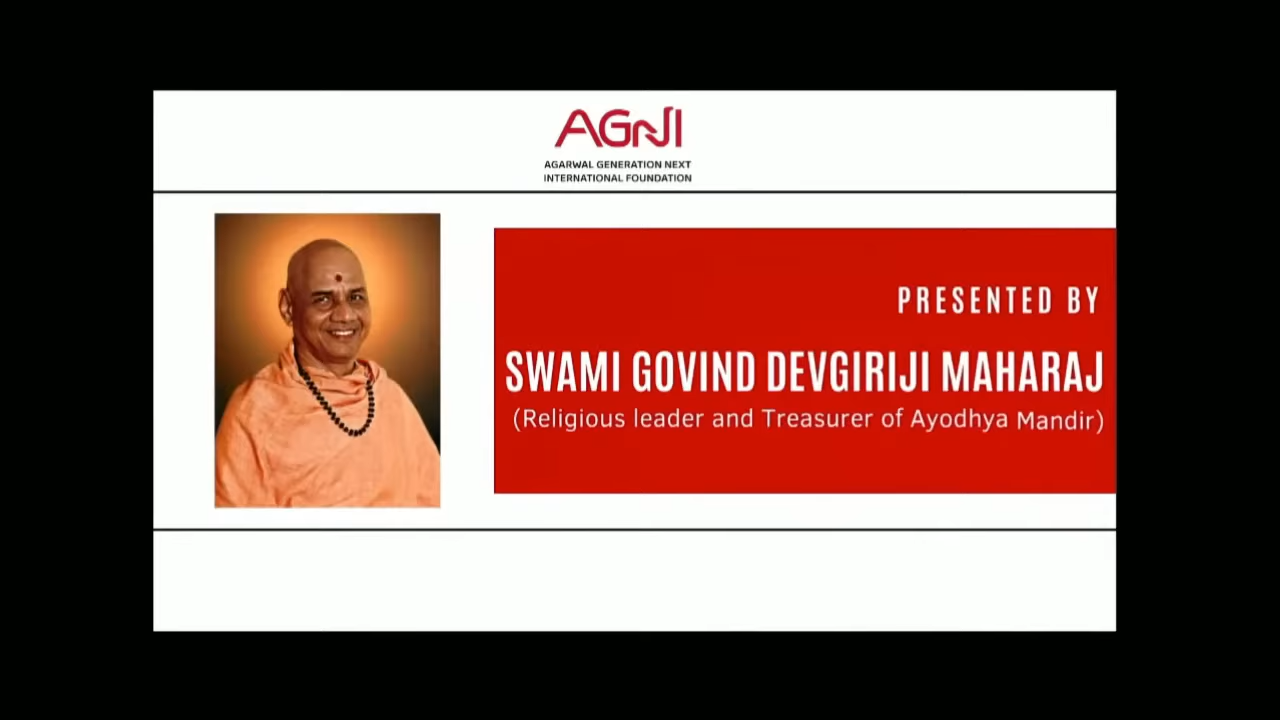 AGNI
AGARWAL GENERATION NEXT
INTERNATIONAL FOUNDATION
PRESENTED BY
SWAMI GOVIND DEVGIRIJI MAHARAJ
(Religious leader and Treasurer of Ayodhya Mandir)